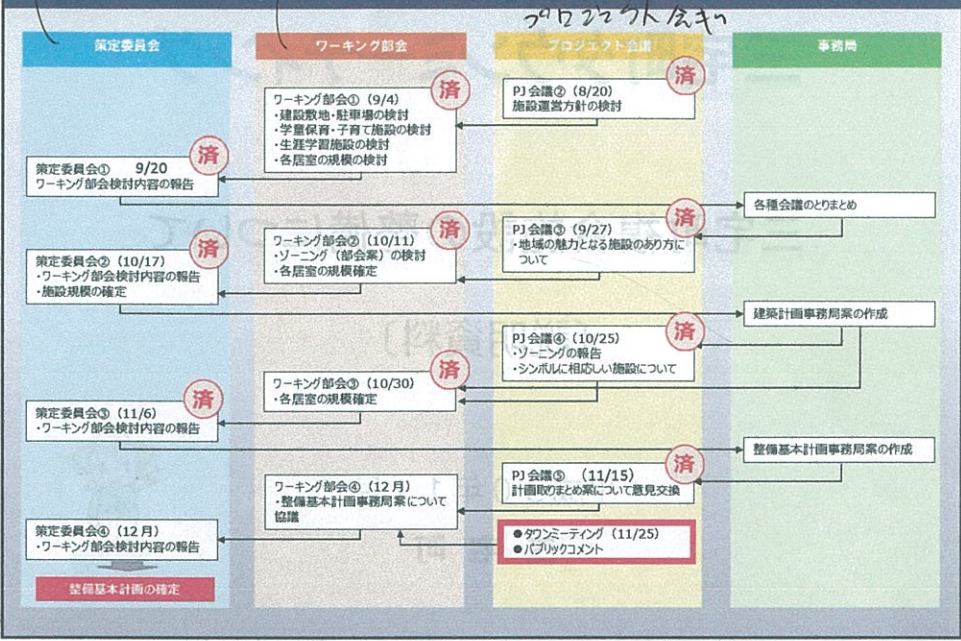 プロジェクト会議
策定委員会
ワーキング部会
プロジェクト会議
事務局
済
PJ会議② (8/20)
施設運営方針の検討
済
ワーキング部会① (9/4)
・建設敷地・駐車場の検討
・学童保育・子育て施設の検討
・生涯学習施設の検討
・各居室の規模の検討
済
策定委員会① 9/20
ワーキング部会検討内容の報告
各種会議のとりまとめ
済
PJ会議③ (9/27)
・地域の魅力となる施設のあり方に
ついて
済
ワーキング部会② (10/11)
・ゾーニング (部会案) の検討
・各居室の規模確定
済
策定委員会② (10/17)
・ワーキング部会検討内容の報告
・施設規模の確定
建築計画事務局案の作成
済
PJ会議④ (10/25)
・ゾーニングの報告
・シンボルに相応しい施設について
済
ワーキング部会③ (10/30)
・各居室の規模確定
済
策定委員会③ (11/6)
・ワーキング部会検討内容の報告
整備基本計画事務局案の作成
済
PJ会議⑤ (11/15)
計画取りまとめ案について意見交換
ワーキング部会④ (12月)
・整備基本計画事務局案について
協議
●タウンミーティング (11/25)
●パブリックコメント
策定委員会④ (12月)
・ワーキング部会検討内容の報告
整備基本計画の確定